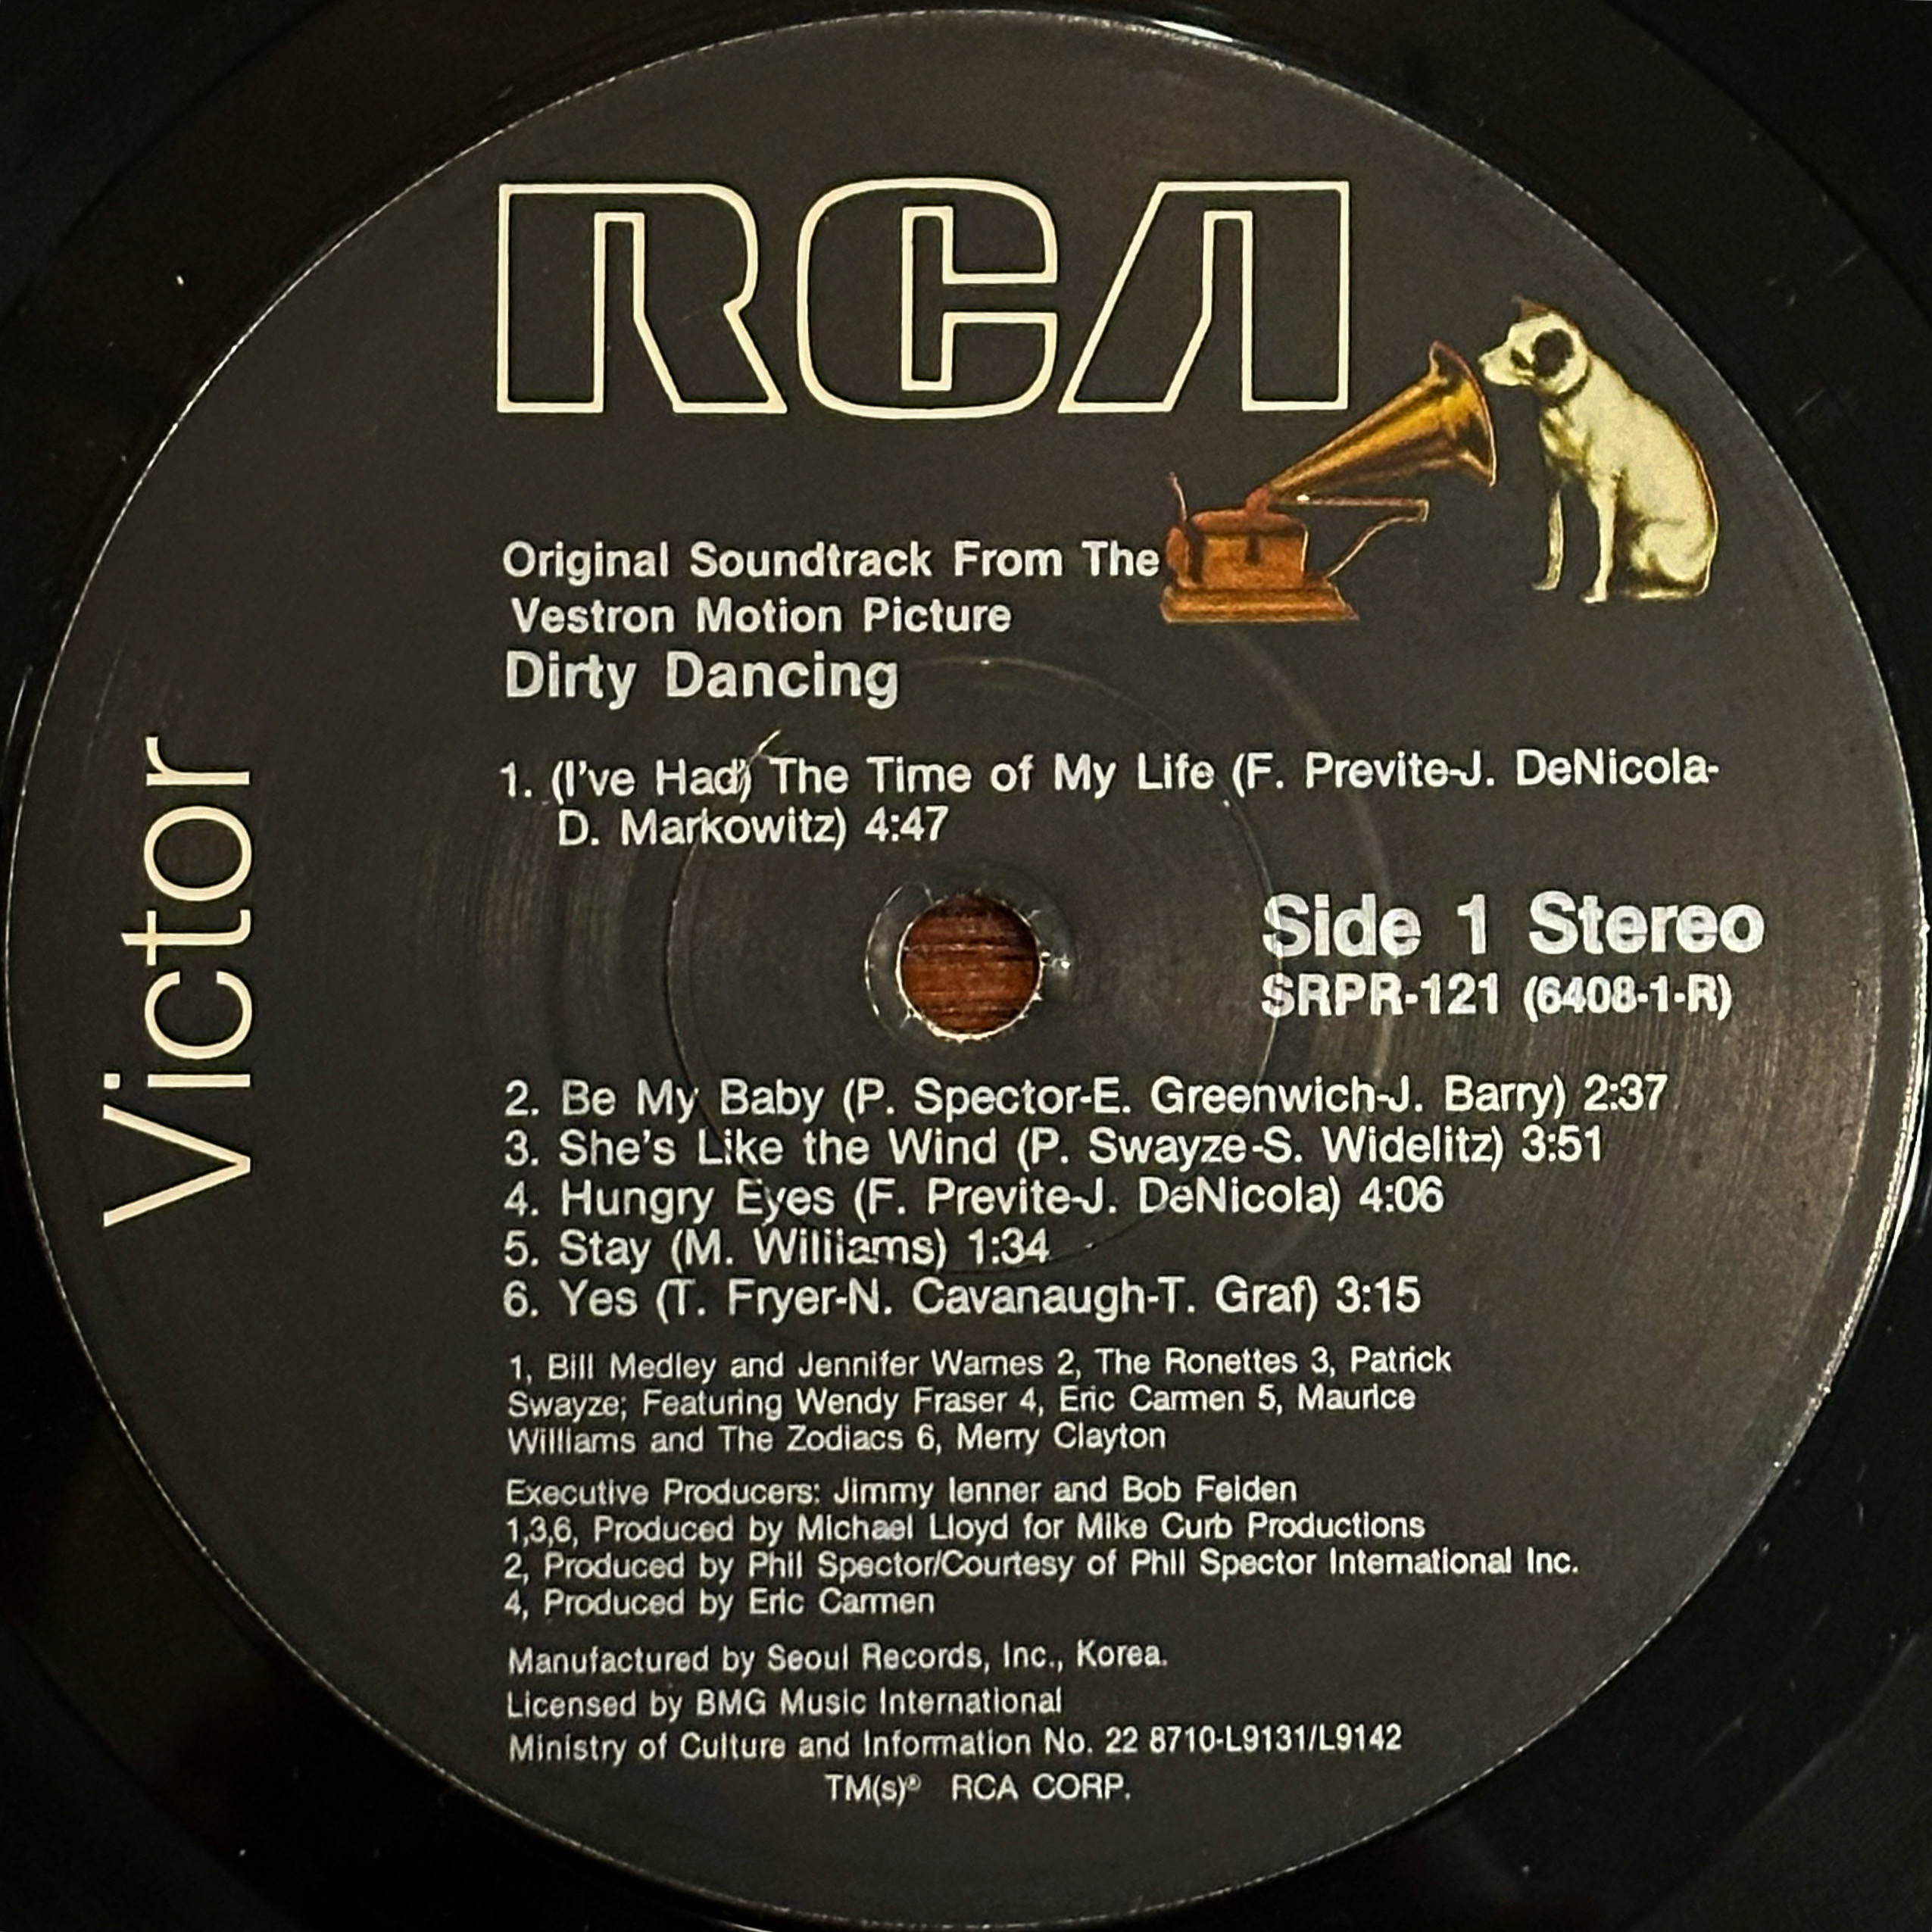 RCA
Original Soundtrack From The
Vestron Motion Picture
Dirty Dancing
Victor
1. (I've Had) The Time of My Life (F. Previte-J. DeNicola-
D. Markowitz) 4:47
Side 1 Stereo
SRPR-121 (6408-1-R)
2. Be My Baby (P. Spector-E. Greenwich-J. Barry) 2:37
3. She's Like the Wind (P. Swayze-S. Widelitz) 3:51
4. Hungry Eyes (F. Previte-J. DeNicola) 4:06
5. Stay (M. Williams) 1:34
6. Yes (T. Fryer-N. Cavanaugh-T. Graf) 3:15
1, Bill Medley and Jennifer Warnes 2, The Ronettes 3, Patrick
Swayze; Featuring Wendy Fraser 4, Eric Carmen 5, Maurice
Williams and The Zodiacs 6, Merry Clayton
Executive Producers: Jimmy Ienner and Bob Feiden
1,3,6, Produced by Michael Lloyd for Mike Curb Productions
2, Produced by Phil Spector/Courtesy of Phil Spector International Inc.
4, Produced by Eric Carmen
Manufactured by Seoul Records, Inc., Korea.
Licensed by BMG Music International
Ministry of Culture and Information No. 22 8710-L9131/L9142
TM(s)® RCA CORP.